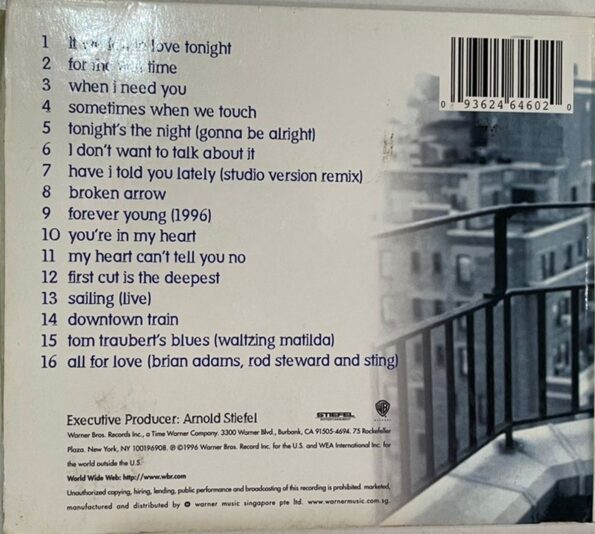 1 love tonight
2 for time
3 when i need you
4 sometimes when we touch
5 tonight's the night (gonna be alright)
6 I don't want to talk about it
7 have i told you lately (studio version remix)
8 broken arrow
9 forever young (1996)
10 you're in my heart
11 my heart can't tell you no
12 first cut is the deepest
13 sailing (live)
14 downtown train
15 tom traubert's blues (waltzing matilda)
16 all for love (brian adams, rod steward and sting)
0 93624 64602 0
Executive Producer: Arnold Stiefel
STIEFEL
Warner Bros. Records Inc., a Time Warner Company. 3300 Warner Blvd., Burbank, CA 91505-4694. 75 Rockefeller
Plaza. New York, NY 100196908. ℗ ©1996 Warner Bros. Record Inc. for the U.S. and WEA International Inc. for
the world outside the U.S.
World Wide Web: http://www.wbr.com
Unauthorized copying, hiring, lending, public performance and broadcasting of this recording is prohibited. marketed,
manufactured and distributed by warner music singapore pte ltd. www.warnermusic.com.sg.